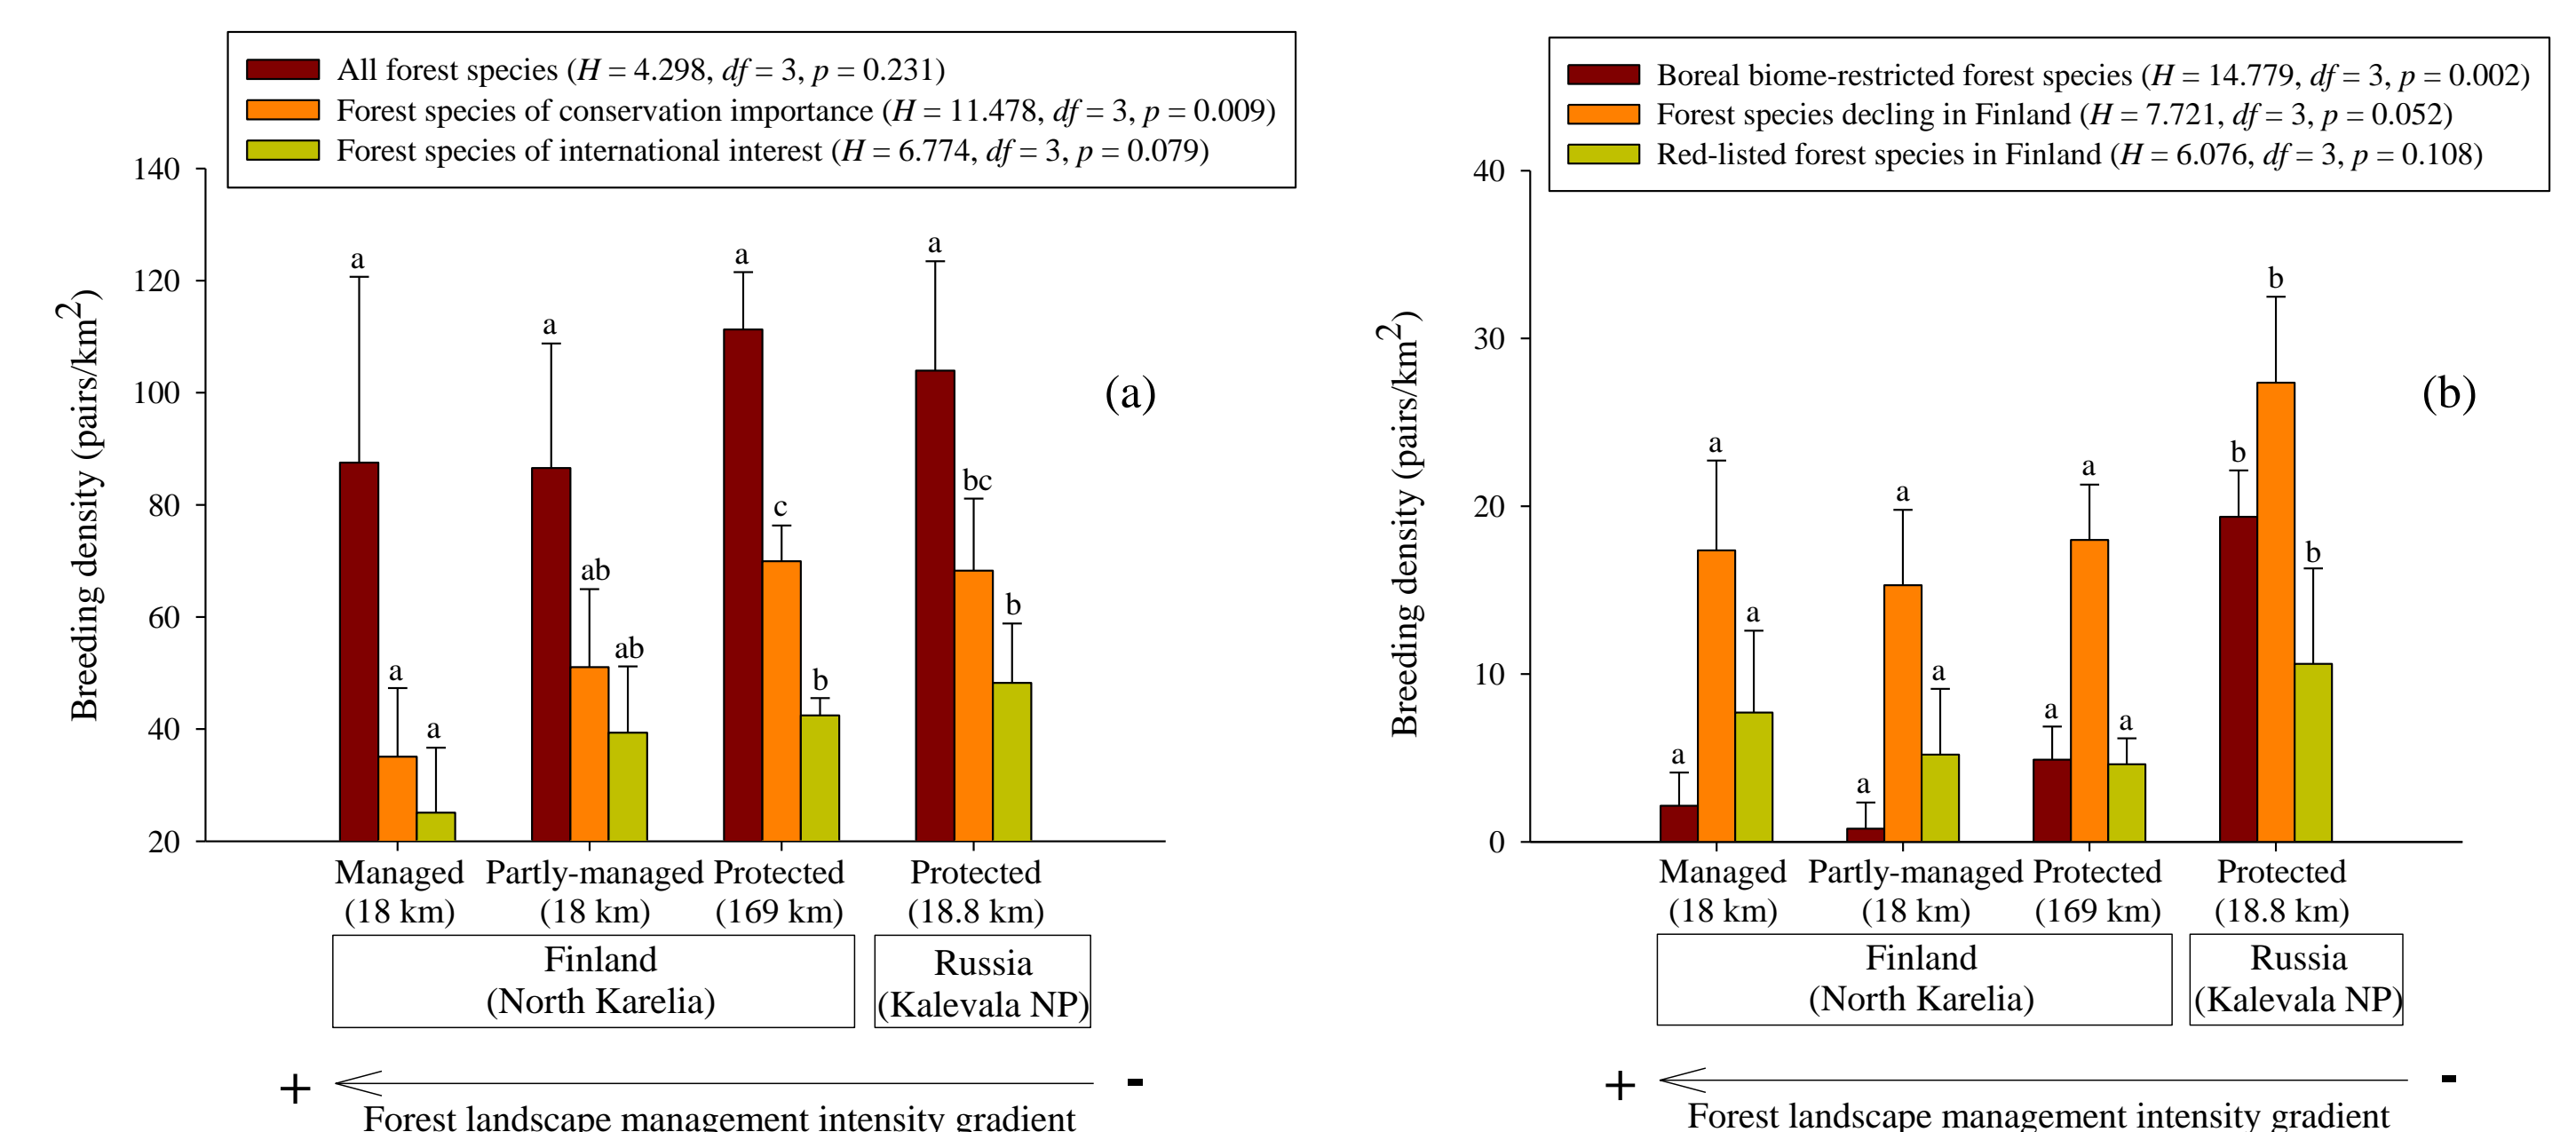 All forest species (H = 4.298, df = 3, p = 0.231)
Forest species of conservation importance (H = 11.478, df = 3, p = 0.009)
Forest species of international interest (H = 6.774, df = 3, p = 0.079)
140
120
100
80
60
40
20
Breeding density (pairs/km²)
a
a
a
a
ab
ab
a
c
b
a
bc
b
(a)
Managed Partly-managed Protected Protected
(18 km) (18 km) (169 km) (18.8 km)
Finland
(North Karelia)
Russia
(Kalevala NP)
+ -
Forest landscape management intensity gradient
Boreal biome-restricted forest species (H = 14.779, df = 3, p = 0.002)
Forest species decling in Finland (H = 7.721, df = 3, p = 0.052)
Red-listed forest species in Finland (H = 6.076, df = 3, p = 0.108)
40
30
20
10
0
Breeding density (pairs/km²)
a
a
a
a
a
a
a
a
a
b
b
b
(b)
Managed Partly-managed Protected Protected
(18 km) (18 km) (169 km) (18.8 km)
Finland
(North Karelia)
Russia
(Kalevala NP)
+ -
Forest landscape management intensity gradient